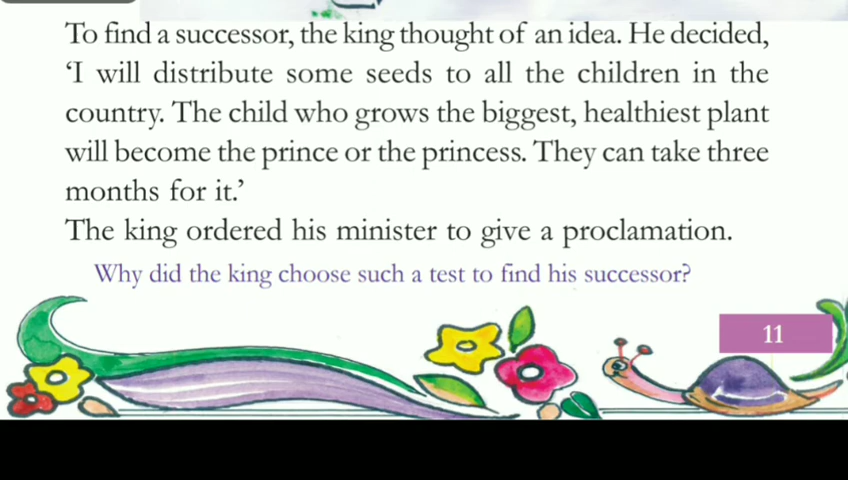 To find a successor, the king thought of an idea. He decided,
‘I will distribute some seeds to all the children in the
country. The child who grows the biggest, healthiest plant
will become the prince or the princess. They can take three
months for it.’
The king ordered his minister to give a proclamation.
Why did the king choose such a test to find his successor?
11